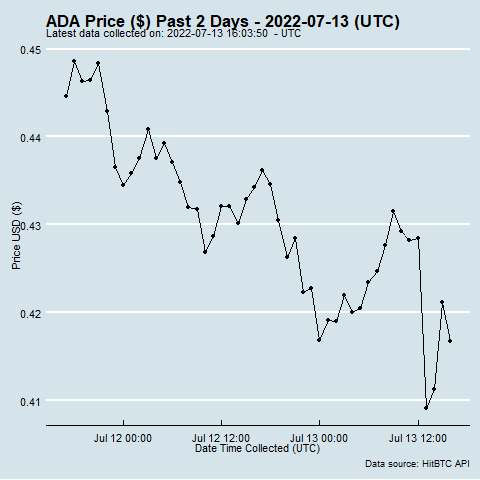 ADA Price ($) Past 2 Days - 2022-07-13 (UTC)
Latest data collected on: 2022-07-13 16:03:50  - UTC
0.45
0.44
0.43
0.42
0.41
Price USD ($)
Jul 12 00:00 Jul 12 12:00 Jul 13 00:00 Jul 13 12:00
Date Time Collected (UTC)
Data source: HitBTC API